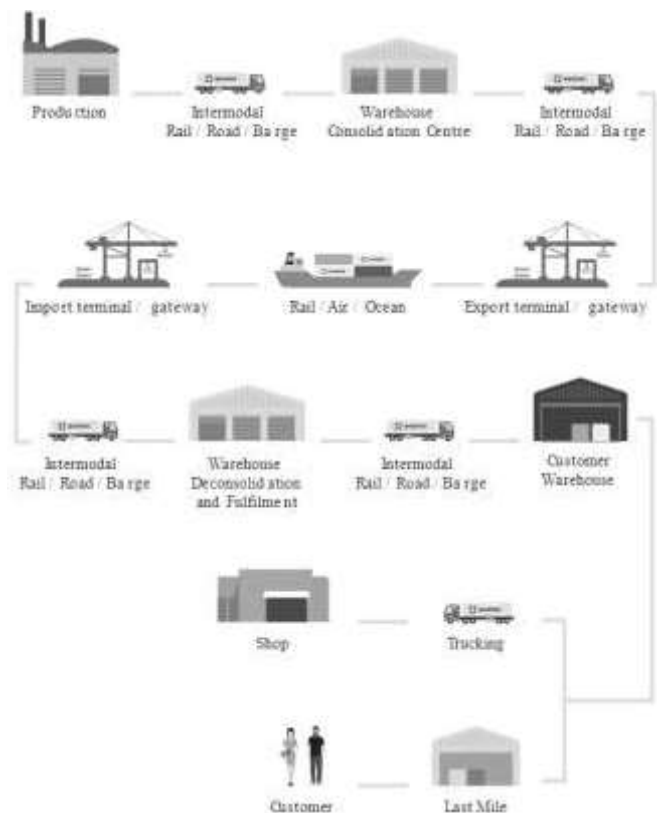 Production
Intermodal
Rail / Road / Barge
Warehouse
Consolidation Centre
Intermodal
Rail / Road / Barge
Import terminal / gateway
Rail / Air / Ocean
Export terminal / gateway
Intermodal
Rail / Road / Barge
Warehouse
Deconsolidation
and Fulfilment
Intermodal
Rail / Road / Barge
Customer
Warehouse
Shop
Trucking
Customer
Last Mile